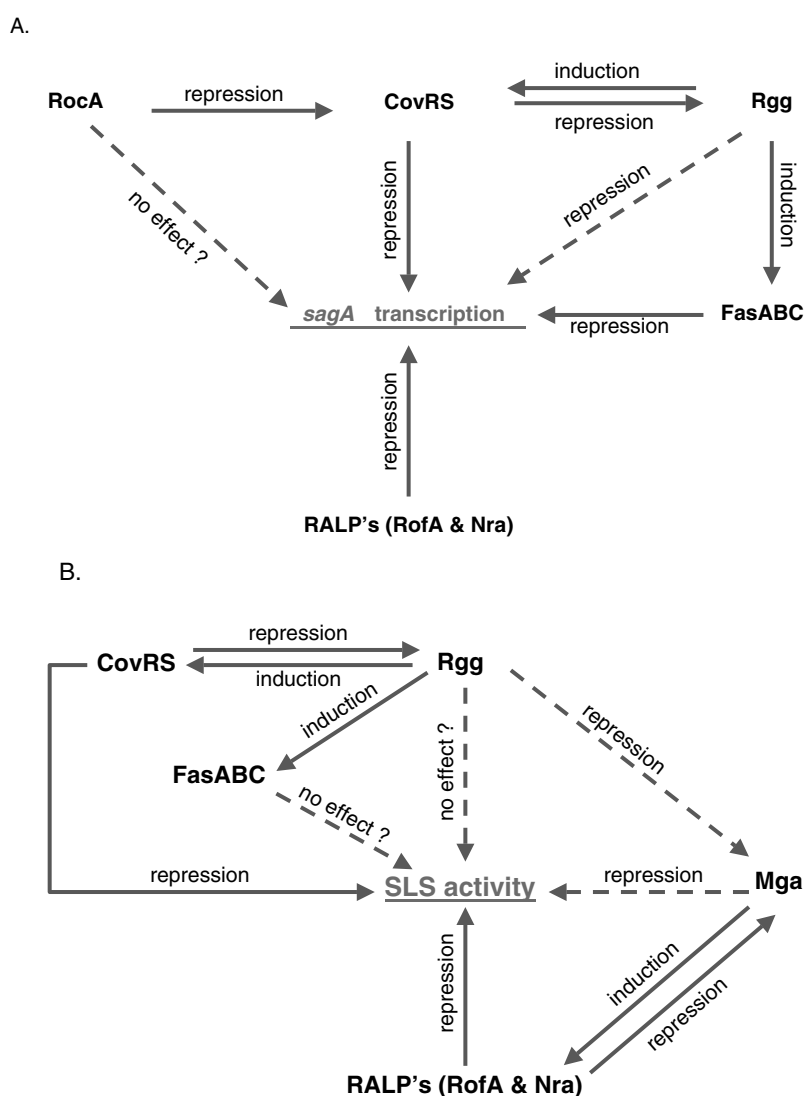 A.
induction
RocA
repression
CovRS
Rgg
repression
no effect ?
repression
repression
induction
sagA transcription
FasABC
repression
repression
RALP's (RofA & Nra)
B.
repression
CovRS
Rgg
induction
induction
repression
FasABC
no effect ?
no effect ?
repression
SLS activity
repression
Mga
repression
induction
repression
RALP's (RofA & Nra)